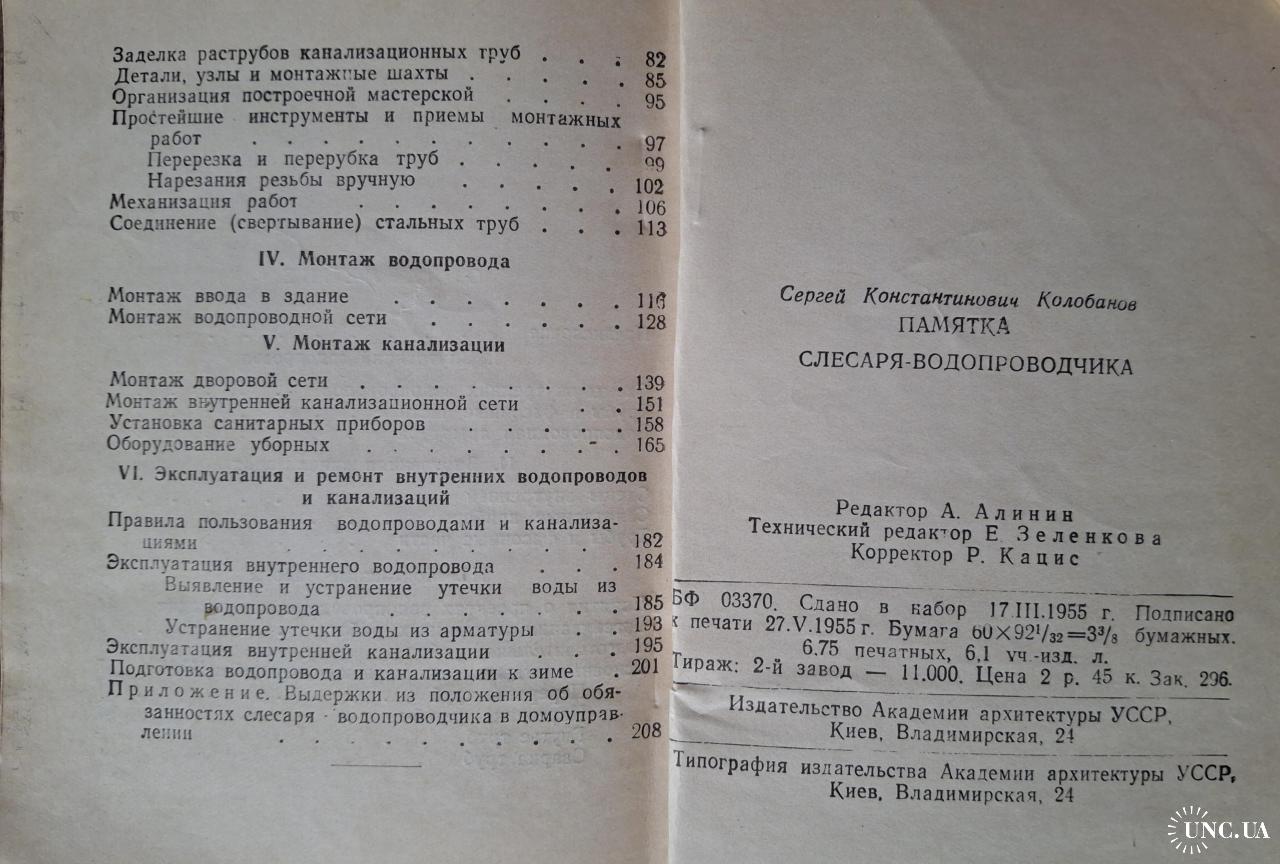 Заделка раструбов канализационных труб . . . 82
Детали, узлы и монтажные шахты . . . . . 85
Организация построечной мастерской . . . . 95
Простейшие инструменты и приемы монтажных
работ . . . . . . . . . . . 97
Перерезка и перерубка труб . . . . . 99
Нарезания резьбы вручную . . . . . 102
Механизация работ . . . . . . . 106
Соединение (свертывание) стальных труб . . . 113
IV. Монтаж водопровода
Монтаж ввода в здание . . . . . . . 116
Монтаж водопроводной сети . . . . . . 128
V. Монтаж канализации
Монтаж дворовой сети . . . . . . . . 139
Монтаж внутренней канализационной сети . . 151
Установка санитарных приборов . . . . . 158
Оборудование уборных . . . . . . . 165
VI. Эксплуатация и ремонт внутренних водопроводов
и канализаций
Правила пользования водопроводами и канализа-
циями . . . . . . . . . . 182
Эксплуатация внутреннего водопровода . . . 184
Выявление и устранение утечки воды из
водопровода . . . . . . . 185
Устранение утечки воды из арматуры . . 193
Эксплуатация внутренней канализации . . . 195
Подготовка водопровода и канализации к зиме . 201
Приложение. Выдержки из положения об обя-
занностях слесаря-водопроводчика в домоуправ-
лении . . . . . . . . . 208
Сергей Константинович Колобанов
ПАМЯТКА
СЛЕСАРЯ-ВОДОПРОВОДЧИКА
Редактор А. Алинин
Технический редактор Е. Зеленкова
Корректор Р. Кацис
БФ 03370. Сдано в набор 17.III.1955 г. Подписано
к печати 27.V.1955 г. Бумага 60×92¹/₃₂=3³/₈ бумажных.
6.75 печатных, 6,1 уч.-изд. л.
Тираж: 2-й завод — 11.000. Цена 2 р. 45 к. Зак. 296.
Издательство Академии архитектуры УССР,
Киев, Владимирская, 24
Типография издательства Академии архитектуры УССР,
Киев, Владимирская, 24
UNC.UA